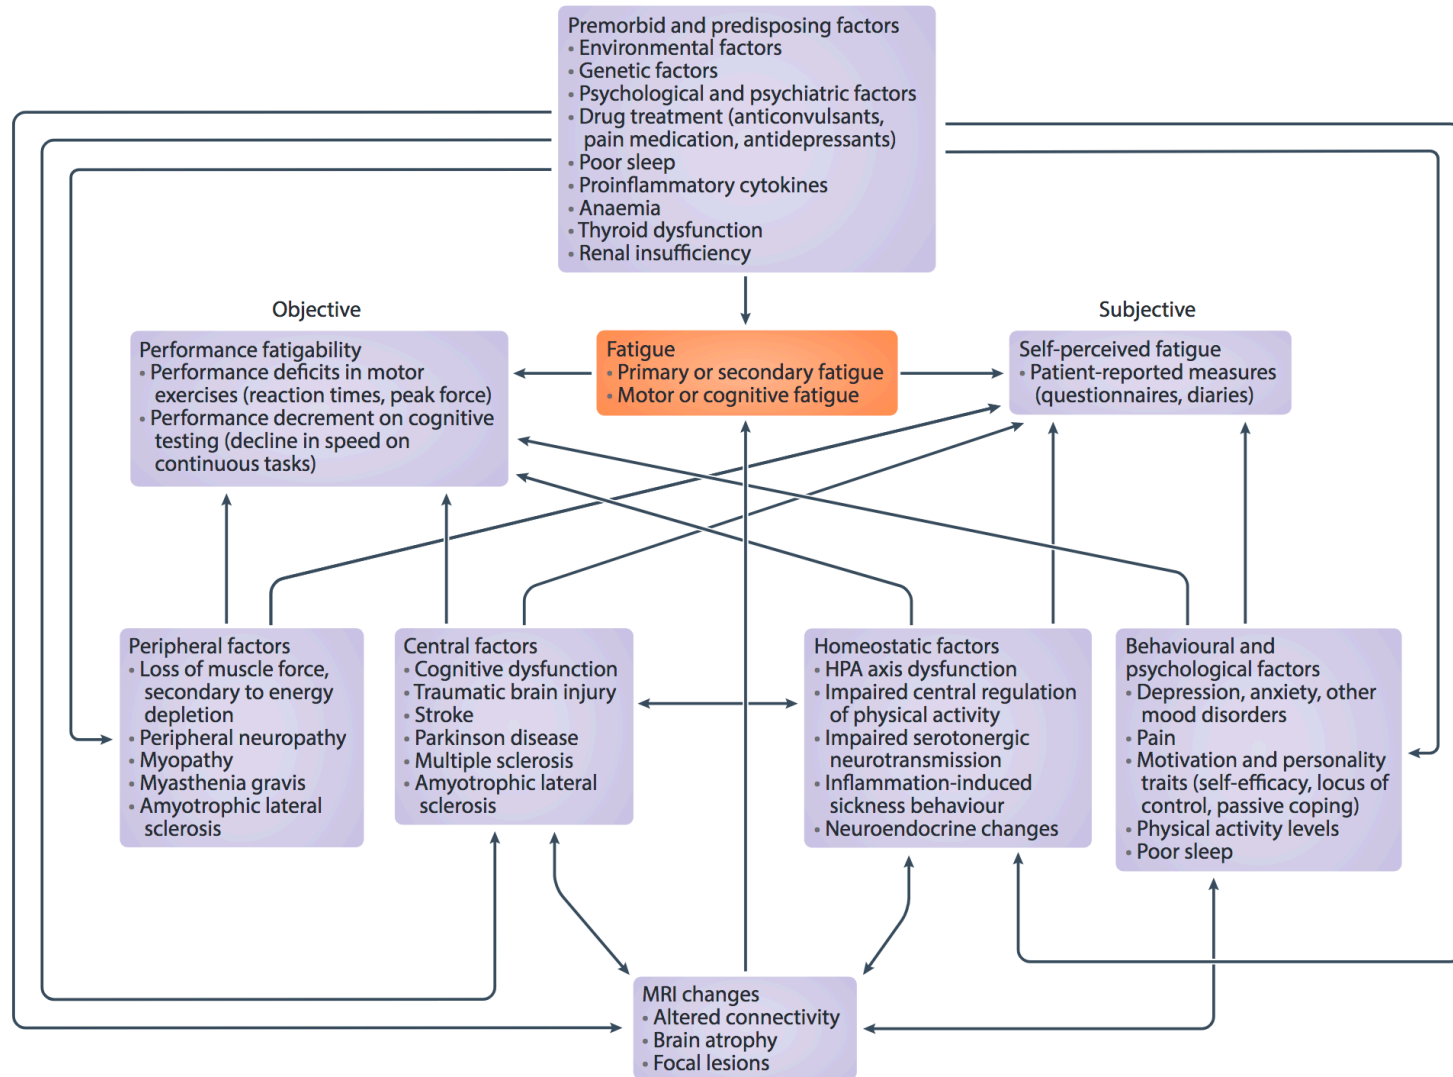 Premorbid and predisposing factors
• Environmental factors
• Genetic factors
• Psychological and psychiatric factors
• Drug treatment (anticonvulsants,
pain medication, antidepressants)
• Poor sleep
• Proinflammatory cytokines
• Anaemia
• Thyroid dysfunction
• Renal insufficiency
Objective
Subjective
Performance fatigability
• Performance deficits in motor
exercises (reaction times, peak force)
• Performance decrement on cognitive
testing (decline in speed on
continuous tasks)
Fatigue
• Primary or secondary fatigue
• Motor or cognitive fatigue
Self-perceived fatigue
• Patient-reported measures
(questionnaires, diaries)
Peripheral factors
• Loss of muscle force,
secondary to energy
depletion
• Peripheral neuropathy
• Myopathy
• Myasthenia gravis
• Amyotrophic lateral
sclerosis
Central factors
• Cognitive dysfunction
• Traumatic brain injury
• Stroke
• Parkinson disease
• Multiple sclerosis
• Amyotrophic lateral
sclerosis
Homeostatic factors
• HPA axis dysfunction
• Impaired central regulation
of physical activity
• Impaired serotonergic
neurotransmission
• Inflammation-induced
sickness behaviour
• Neuroendocrine changes
Behavioural and
psychological factors
• Depression, anxiety, other
mood disorders
• Pain
• Motivation and personality
traits (self-efficacy, locus of
control, passive coping)
• Physical activity levels
• Poor sleep
MRI changes
• Altered connectivity
• Brain atrophy
• Focal lesions